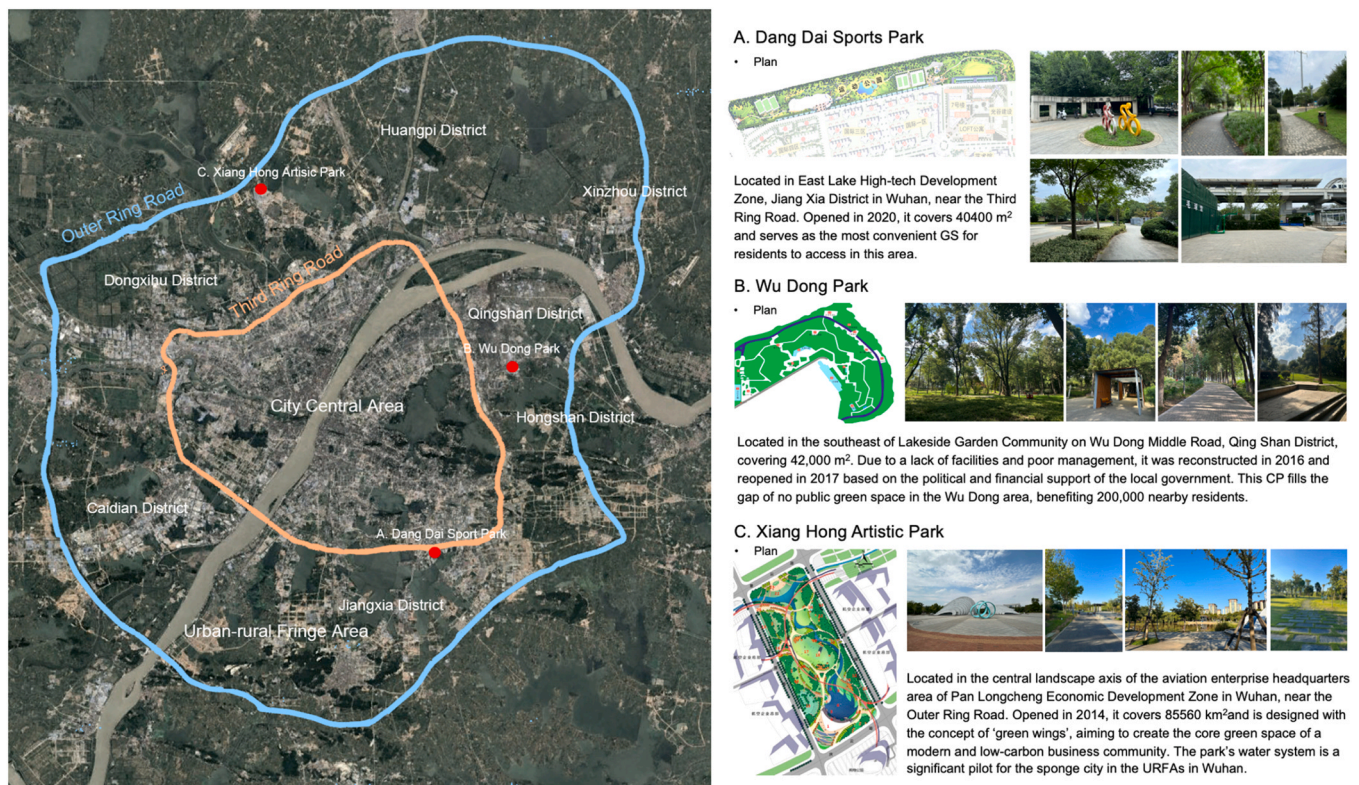 Huangpi District
C. Xiang Hong Artisic Park
Xinzhou District
Outer Ring Road
Dongxihu District
Third Ring Road
Qingshan District
B. Wu Dong Park
City Central Area
Hongshan District
Caidian District
A. Dang Dai Sport Park
Jiangxia District
Urban-rural Fringe Area
A. Dang Dai Sports Park
• Plan
Located in East Lake High-tech Development
Zone, Jiang Xia District in Wuhan, near the Third
Ring Road. Opened in 2020, it covers 40400 m²
and serves as the most convenient GS for
residents to access in this area.
B. Wu Dong Park
• Plan
Located in the southeast of Lakeside Garden Community on Wu Dong Middle Road, Qing Shan District,
covering 42,000 m². Due to a lack of facilities and poor management, it was reconstructed in 2016 and
reopened in 2017 based on the political and financial support of the local government. This CP fills the
gap of no public green space in the Wu Dong area, benefiting 200,000 nearby residents.
C. Xiang Hong Artistic Park
• Plan
Located in the central landscape axis of the aviation enterprise headquarters
area of Pan Longcheng Economic Development Zone in Wuhan, near the
Outer Ring Road. Opened in 2014, it covers 85560 km²and is designed with
the concept of ‘green wings’, aiming to create the core green space of a
modern and low-carbon business community. The park’s water system is a
significant pilot for the sponge city in the URFAs in Wuhan.